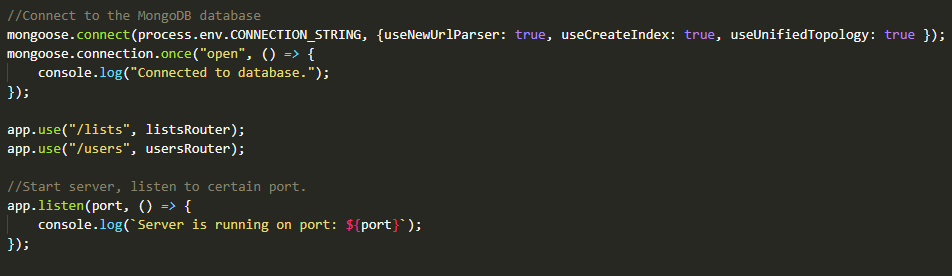 //Connect to the MongoDB database
mongoose.connect(process.env.CONNECTION_STRING, {useNewUrlParser: true, useCreateIndex: true, useUnifiedTopology: true });
mongoose.connection.once("open", () => {
    console.log("Connected to database.");
});
app.use("/lists", listsRouter);
app.use("/users", usersRouter);
//Start server, listen to certain port.
app.listen(port, () => {
    console.log(`Server is running on port: ${port}`);
});